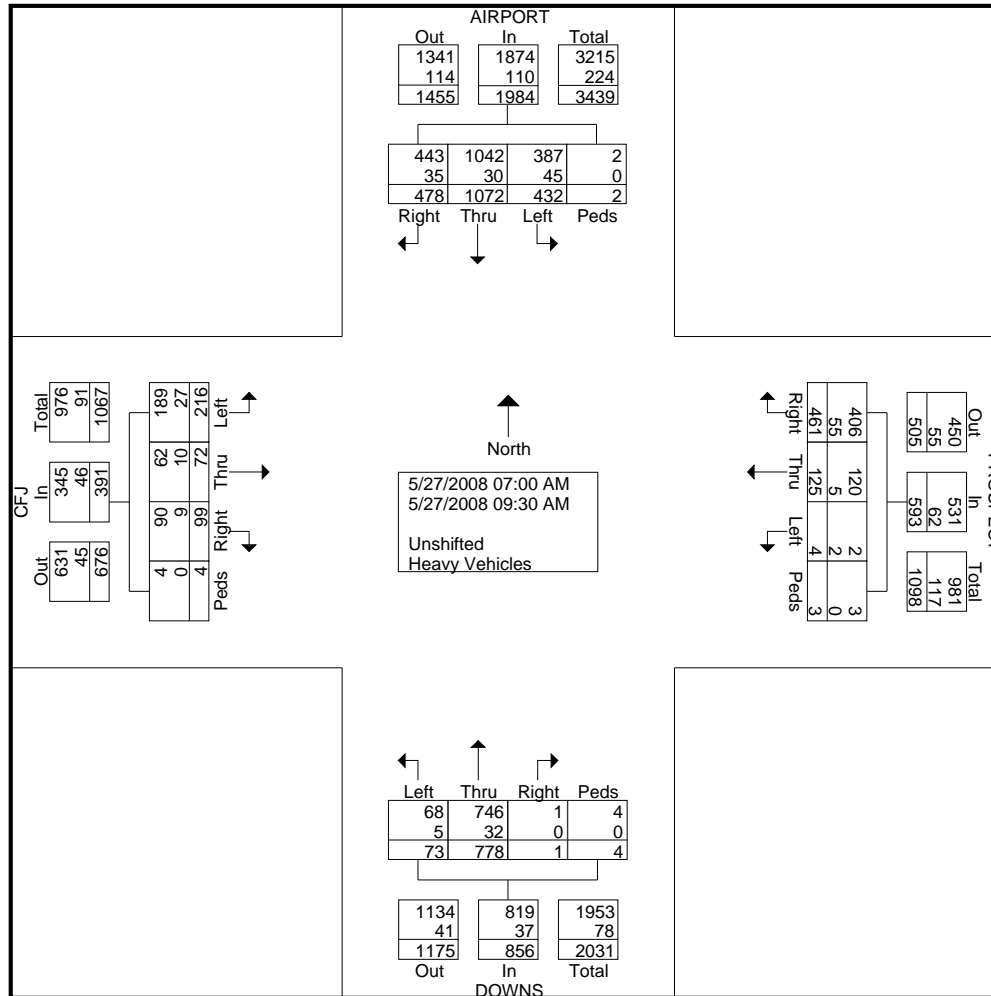 AIRPORT
Out In Total
1341 1874 3215
114 110 224
1455 1984 3439
443 1042 387 2
35 30 45 0
478 1072 432 2
Right Thru Left Peds
CFJ
Total In Out
976 345 631
91 46 45
1067 391 676
189 62 90 4
27 10 9 0
216 72 99 4
Left Thru Right Peds
North
5/27/2008 07:00 AM
5/27/2008 09:30 AM
Unshifted
Heavy Vehicles
Right Thru Left Peds
461 125 4 3
55 5 2 0
406 120 2 3
Out In Total
450 531 981
55 62 117
505 593 1098
Left Thru Right Peds
68 746 1 4
5 32 0 0
73 778 1 4
1134 819 1953
41 37 78
1175 856 2031
Out In Total
DOWNS